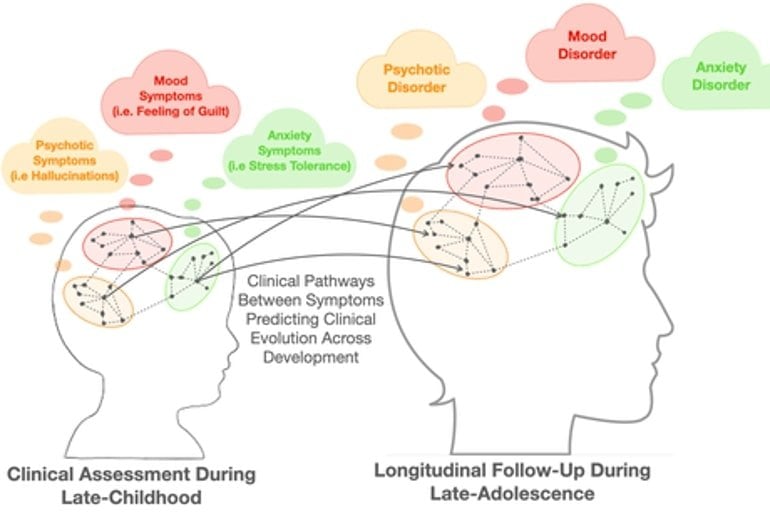 Psychotic
Disorder
Mood
Disorder
Anxiety
Disorder
Mood
Symptoms
(i.e. Feeling of Guilt)
Psychotic
Symptoms
(i.e Hallucinations)
Anxiety
Symptoms
(i.e Stress Tolerance)
Clinical Pathways
Between Symptoms
Predicting Clinical
Evolution Across
Development
Clinical Assessment During
Late-Childhood
Longitudinal Follow-Up During
Late-Adolescence